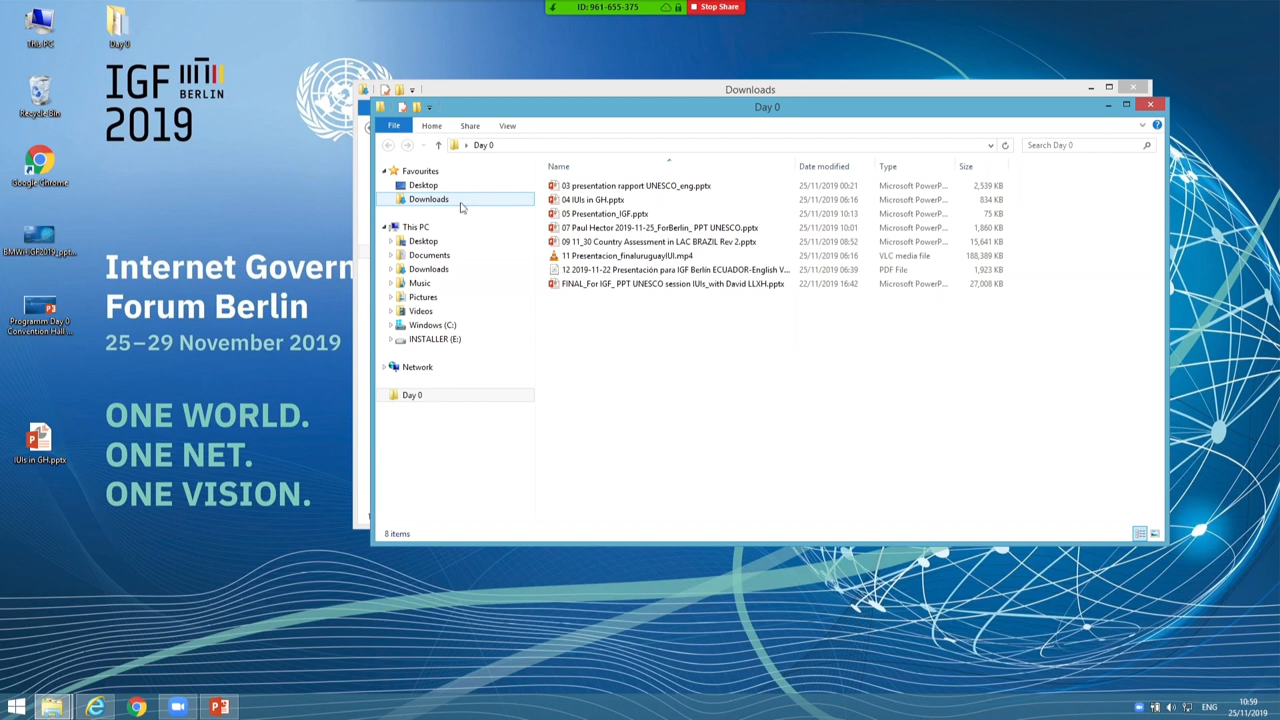 ID: 961-655-375
Stop Share
This PC
Day 0
IGF
BERLIN
2019
Recycle Bin
Google Chrome
Internet Govern
Forum Berlin
25–29 November 2019
Programm Day 0
Convention Hall ...
ONE WORLD.
ONE NET.
ONE VISION.
IUIs in GH.pptx
Downloads
Day 0
File
Home
Share
View
Day 0
Search Day 0
Name
Date modified
Type
Size
Favourites
Desktop
Downloads
This PC
Desktop
Documents
Downloads
Music
Pictures
Videos
Windows (C:)
INSTALLER (E:)
Network
Day 0
03 presentation rapport UNESCO_eng.pptx 25/11/2019 00:21 Microsoft PowerP... 2,539 KB
04 IUIs in GH.pptx 25/11/2019 06:16 Microsoft PowerP... 834 KB
05 Presentation_IGF.pptx 25/11/2019 10:13 Microsoft PowerP... 75 KB
07 Paul Hector 2019-11-25_ForBerlin_ PPT UNESCO.pptx 25/11/2019 10:01 Microsoft PowerP... 1,860 KB
09 11_30 Country Assessment in LAC BRAZIL Rev 2.pptx 25/11/2019 08:52 Microsoft PowerP... 15,641 KB
11 Presentacion_finaluruguayIUI.mp4 25/11/2019 06:16 VLC media file 188,389 KB
12 2019-11-22 Presentación para IGF Berlín ECUADOR-English V... 25/11/2019 06:39 PDF File 1,923 KB
FINAL_For IGF_ PPT UNESCO session IUIs_with David LLXH.pptx 22/11/2019 16:42 Microsoft PowerP... 27,008 KB
8 items
ENG
10:59
25/11/2019